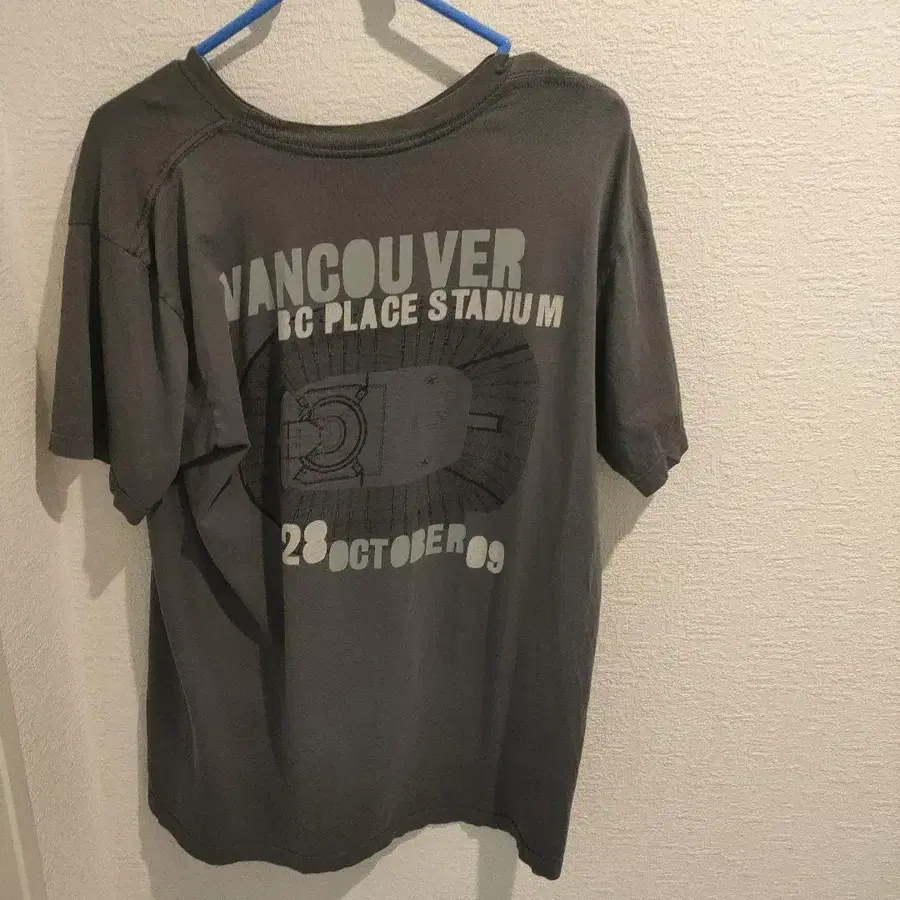 VANCOUVER
BC PLACE STADIUM
28 OCTOBER 09